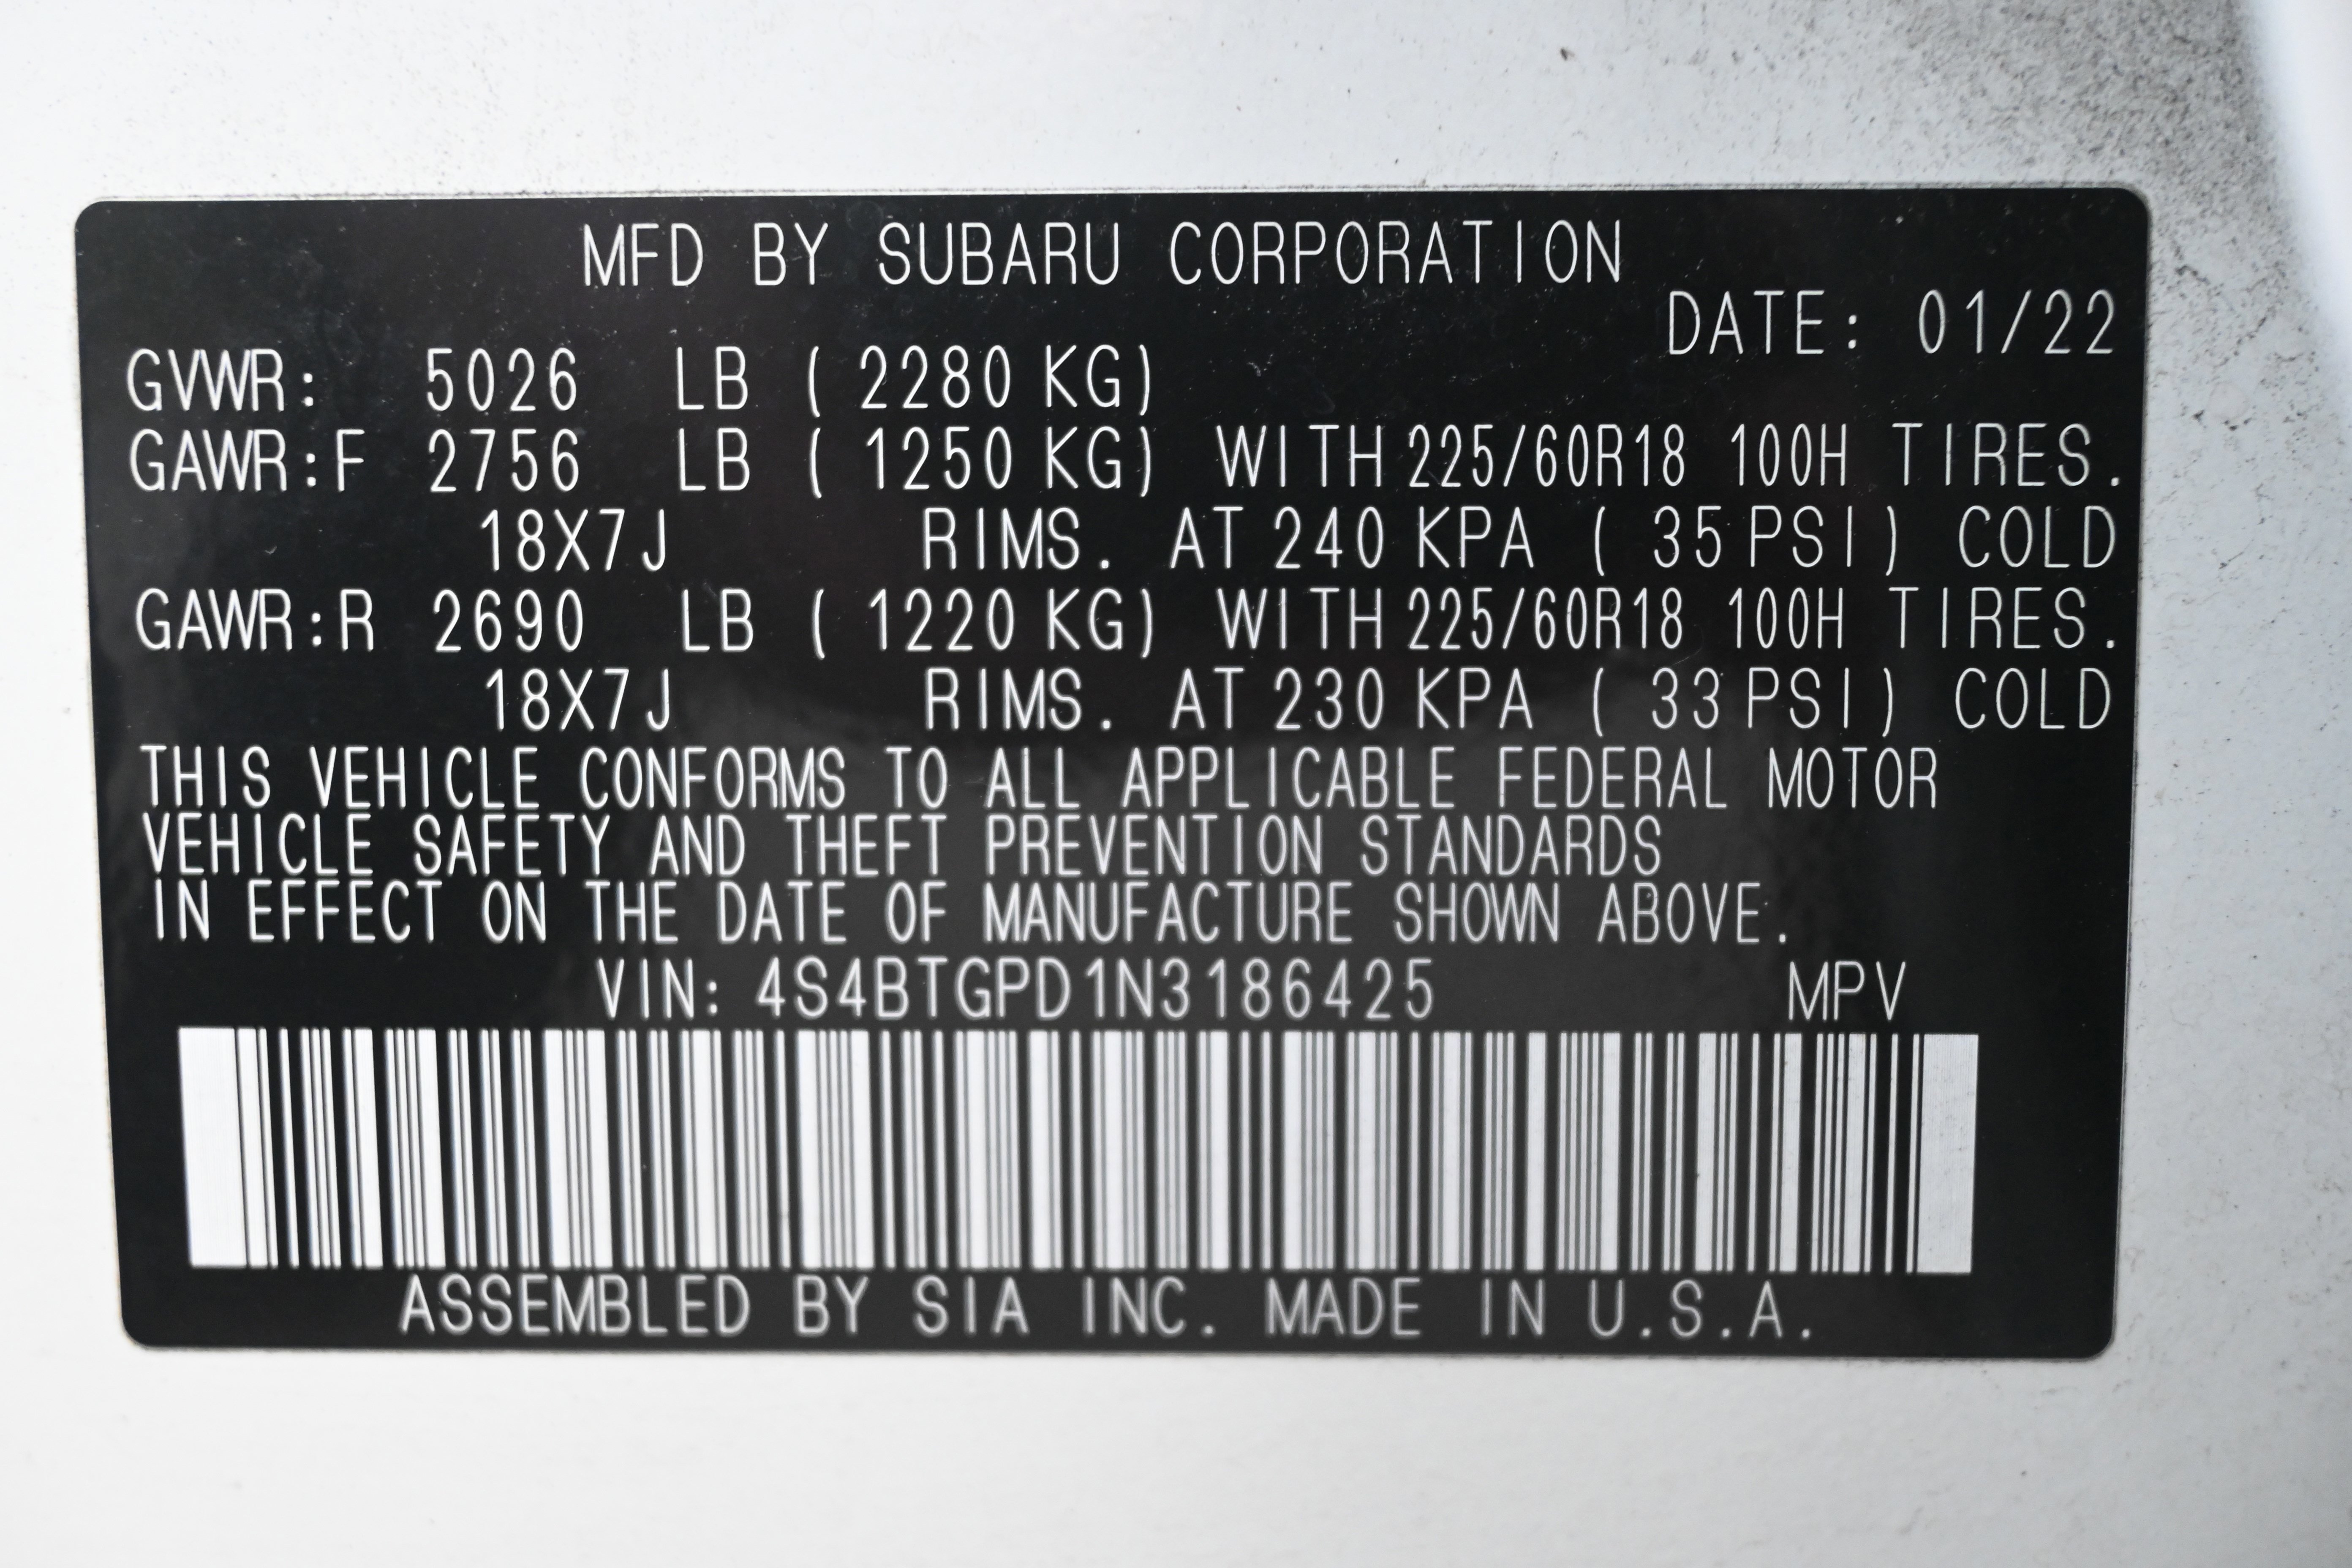 MFD BY SUBARU CORPORATION
DATE: 01/22
GVWR: 5026 LB ( 2280 KG)
GAWR:F 2756 LB ( 1250 KG) WITH 225/60R18 100H TIRES.
18X7J RIMS. AT 240 KPA ( 35 PSI) COLD
GAWR:R 2690 LB ( 1220 KG) WITH 225/60R18 100H TIRES.
18X7J RIMS. AT 230 KPA ( 33 PSI) COLD
THIS VEHICLE CONFORMS TO ALL APPLICABLE FEDERAL MOTOR
VEHICLE SAFETY AND THEFT PREVENTION STANDARDS
IN EFFECT ON THE DATE OF MANUFACTURE SHOWN ABOVE.
VIN: 4S4BTGPD1N3186425 MPV
ASSEMBLED BY SIA INC. MADE IN U.S.A.